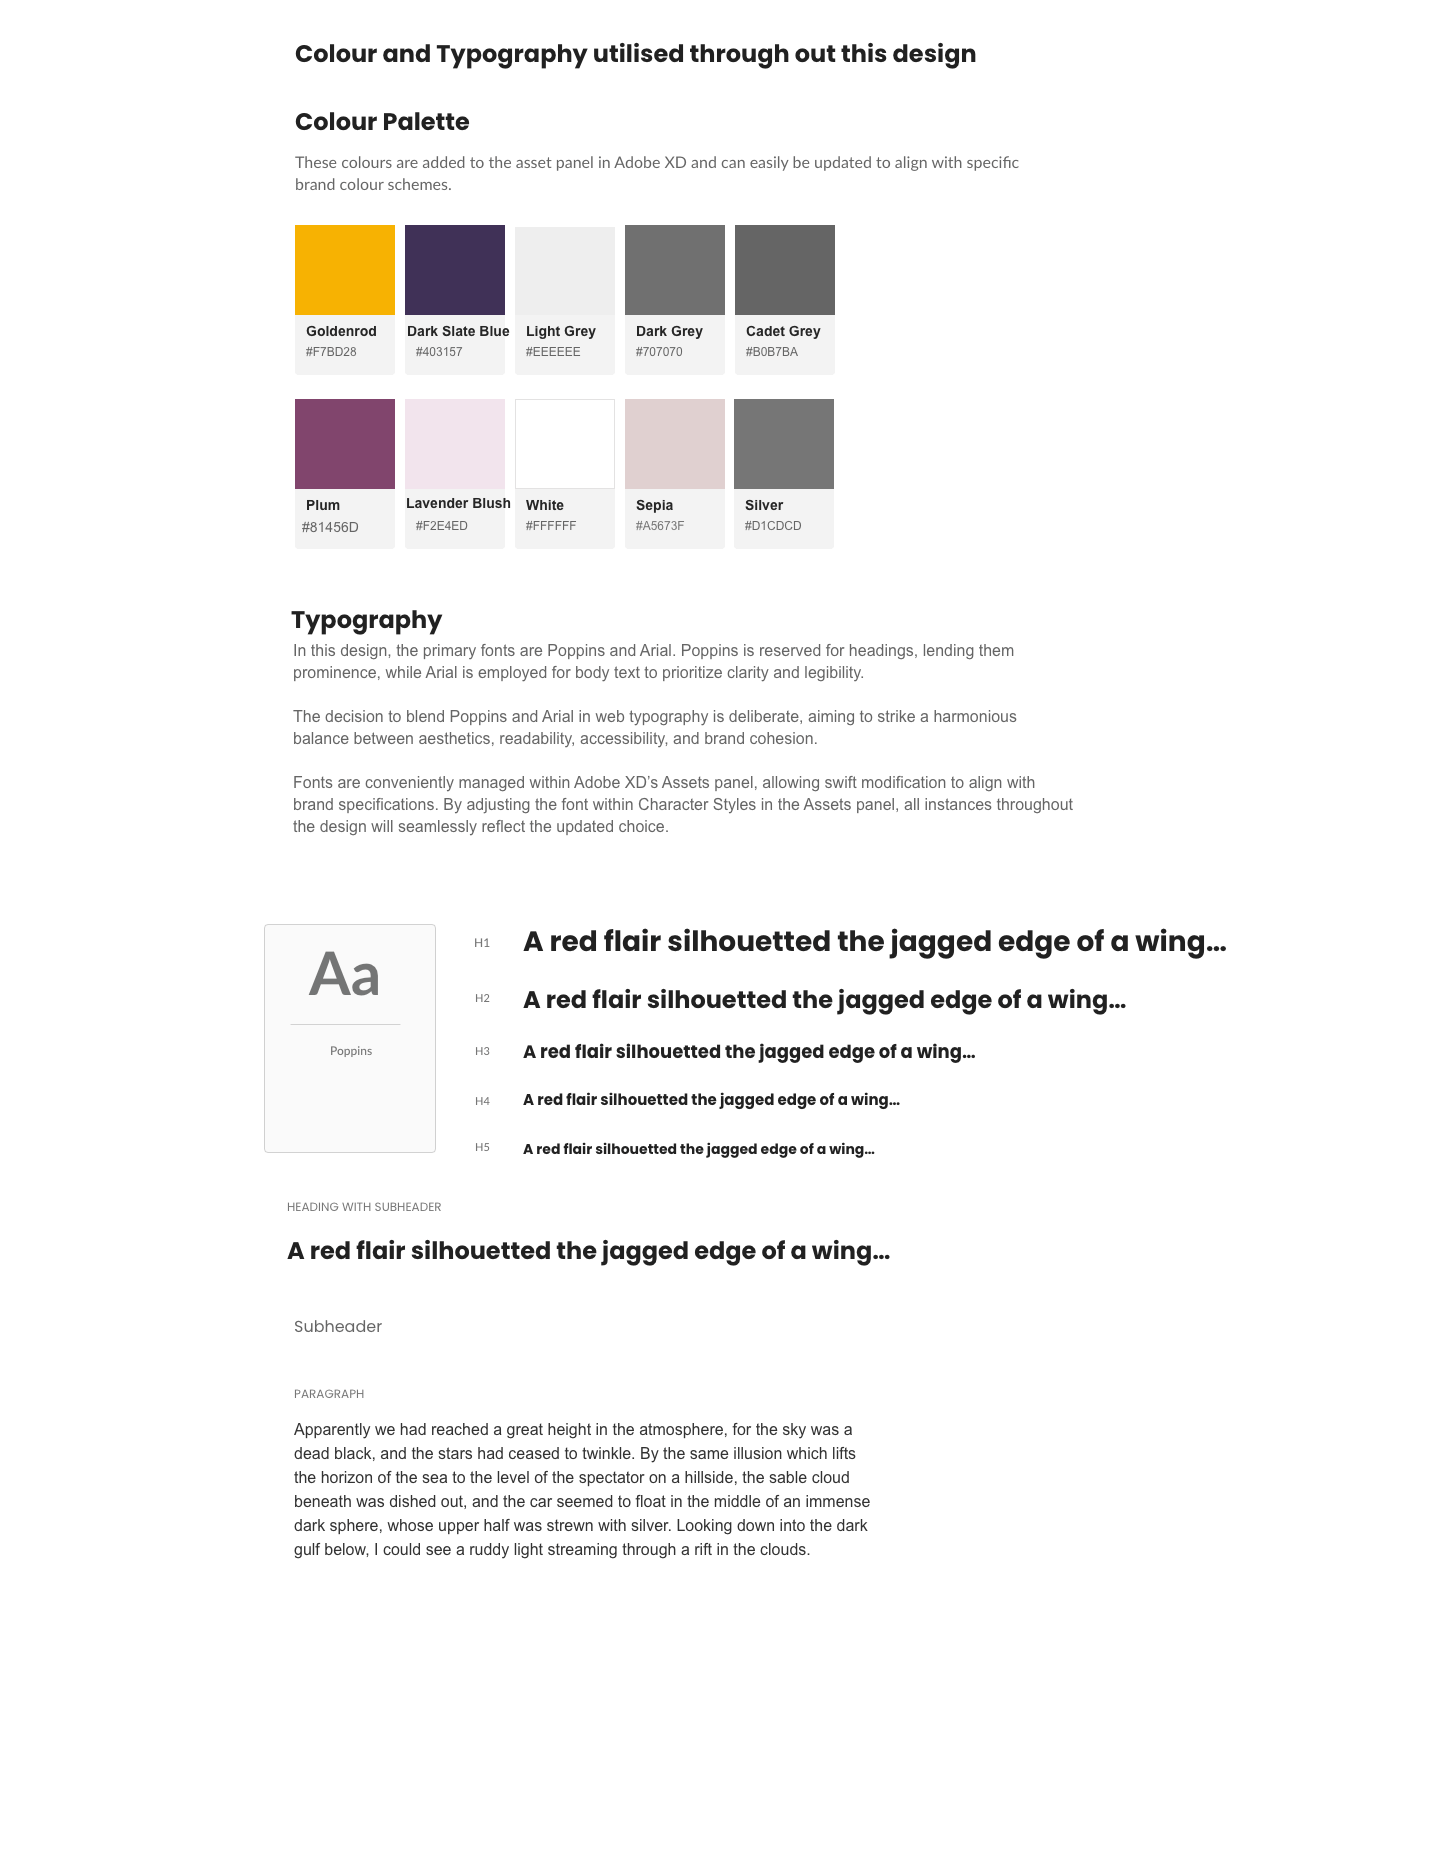 Colour and Typography utilised through out this design
Colour Palette
These colours are added to the asset panel in Adobe XD and can easily be updated to align with specific
brand colour schemes.
Goldenrod
#F7BD28
Dark Slate Blue
#403157
Light Grey
#EEEEEE
Dark Grey
#707070
Cadet Grey
#B0B7BA
Plum
#81456D
Lavender Blush
#F2E4ED
White
#FFFFFF
Sepia
#A5673F
Silver
#D1CDCD
Typography
In this design, the primary fonts are Poppins and Arial. Poppins is reserved for headings, lending them
prominence, while Arial is employed for body text to prioritize clarity and legibility.
The decision to blend Poppins and Arial in web typography is deliberate, aiming to strike a harmonious
balance between aesthetics, readability, accessibility, and brand cohesion.
Fonts are conveniently managed within Adobe XD’s Assets panel, allowing swift modification to align with
brand specifications. By adjusting the font within Character Styles in the Assets panel, all instances throughout
the design will seamlessly reflect the updated choice.
Aa
Poppins
H1 A red flair silhouetted the jagged edge of a wing…
H2 A red flair silhouetted the jagged edge of a wing…
H3 A red flair silhouetted the jagged edge of a wing…
H4 A red flair silhouetted the jagged edge of a wing…
H5 A red flair silhouetted the jagged edge of a wing…
HEADING WITH SUBHEADER
A red flair silhouetted the jagged edge of a wing…
Subheader
PARAGRAPH
Apparently we had reached a great height in the atmosphere, for the sky was a
dead black, and the stars had ceased to twinkle. By the same illusion which lifts
the horizon of the sea to the level of the spectator on a hillside, the sable cloud
beneath was dished out, and the car seemed to float in the middle of an immense
dark sphere, whose upper half was strewn with silver. Looking down into the dark
gulf below, I could see a ruddy light streaming through a rift in the clouds.